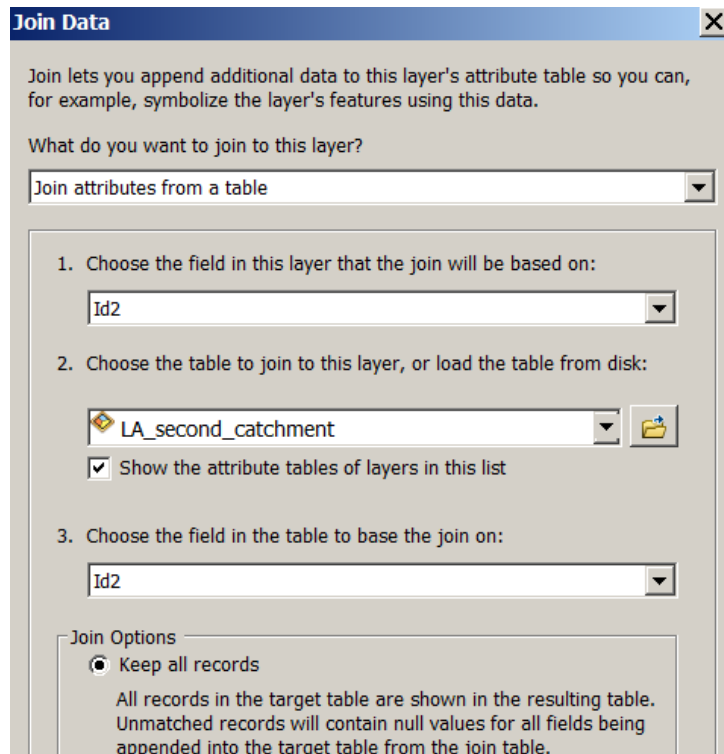 Join Data
Join lets you append additional data to this layer's attribute table so you can,
for example, symbolize the layer's features using this data.
What do you want to join to this layer?
Join attributes from a table
1. Choose the field in this layer that the join will be based on:
Id2
2. Choose the table to join to this layer, or load the table from disk:
LA_second_catchment
Show the attribute tables of layers in this list
3. Choose the field in the table to base the join on:
Id2
Join Options
Keep all records
All records in the target table are shown in the resulting table.
Unmatched records will contain null values for all fields being
appended into the target table from the join table.